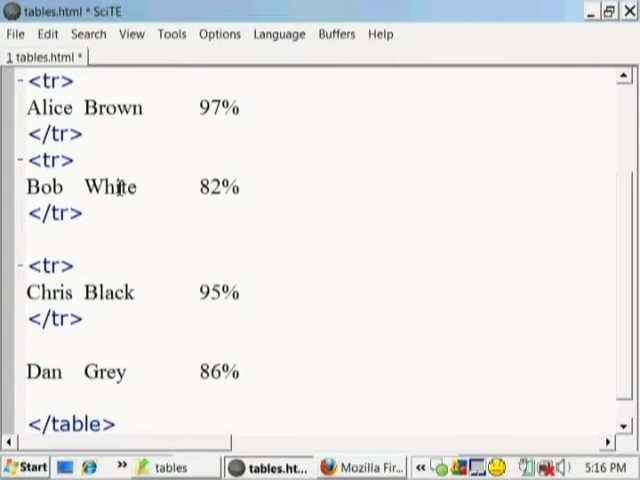 tables.html * SciTE
File Edit Search View Tools Options Language Buffers Help
1 tables.html *
<tr>
Alice Brown 97%
</tr>
<tr>
Bob White 82%
</tr>
<tr>
Chris Black 95%
</tr>
Dan Grey 86%
</table>
Start » tables tables.ht... Mozilla Fir... « 5:16 PM